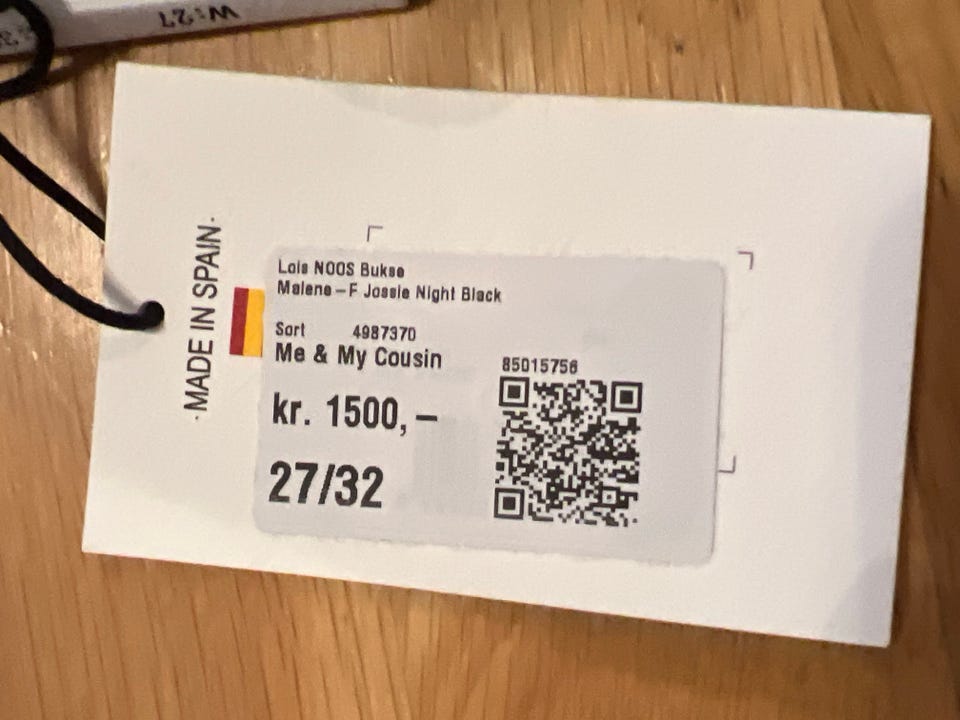 W:27
·MADE IN SPAIN·
Lois NOOS Bukse
Malene-F Jossie Night Black
Sort 4987370
Me & My Cousin
85015756
kr. 1500,-
27/32